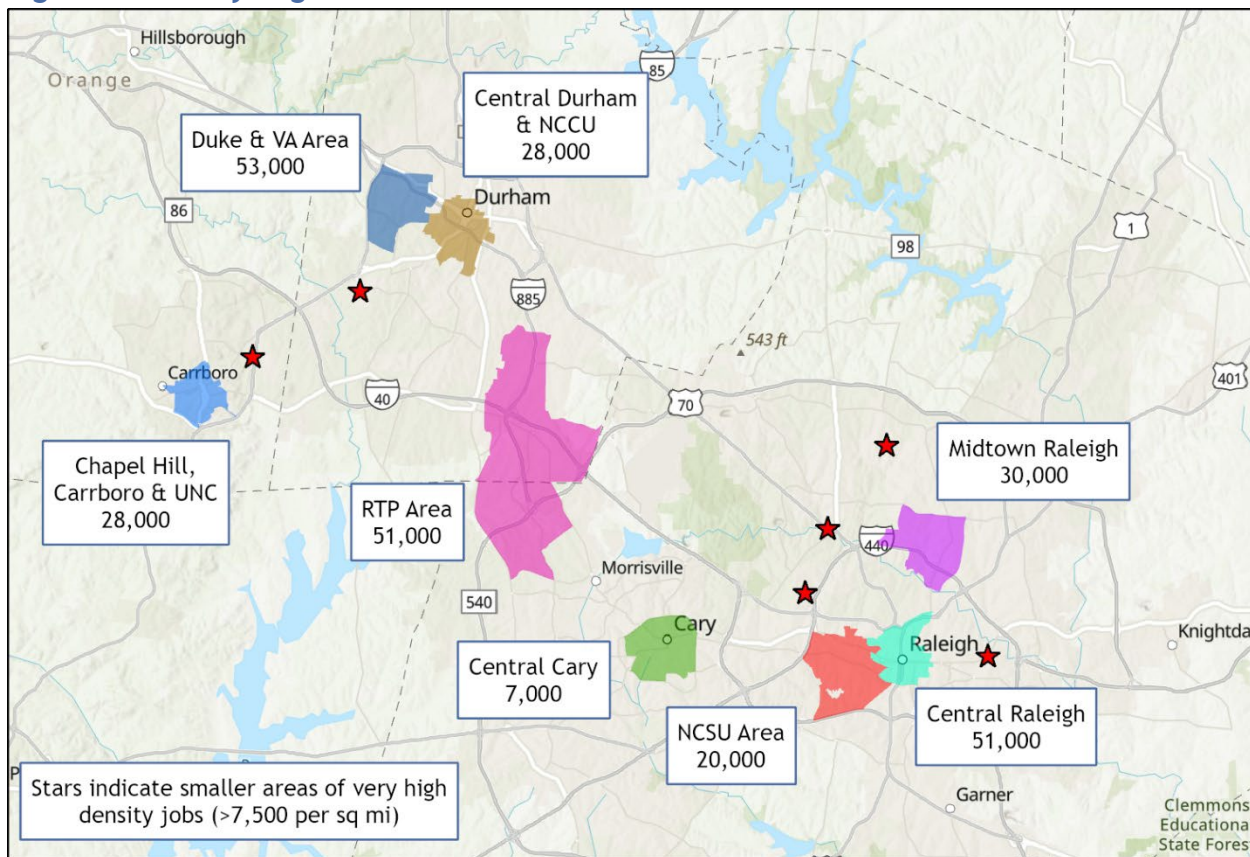 Hillsborough
Orange
85
Central Durham
& NCCU
28,000
Duke & VA Area
53,000
Durham
86
98
1
885
543 ft
Carrboro
401
40
70
Chapel Hill,
Carrboro & UNC
28,000
Midtown Raleigh
30,000
RTP Area
51,000
440
Morrisville
540
Cary
Raleigh
Knightda
Central Cary
7,000
NCSU Area
20,000
Central Raleigh
51,000
Stars indicate smaller areas of very high
density jobs (>7,500 per sq mi)
Garner
Clemmons
Educational
State Fores